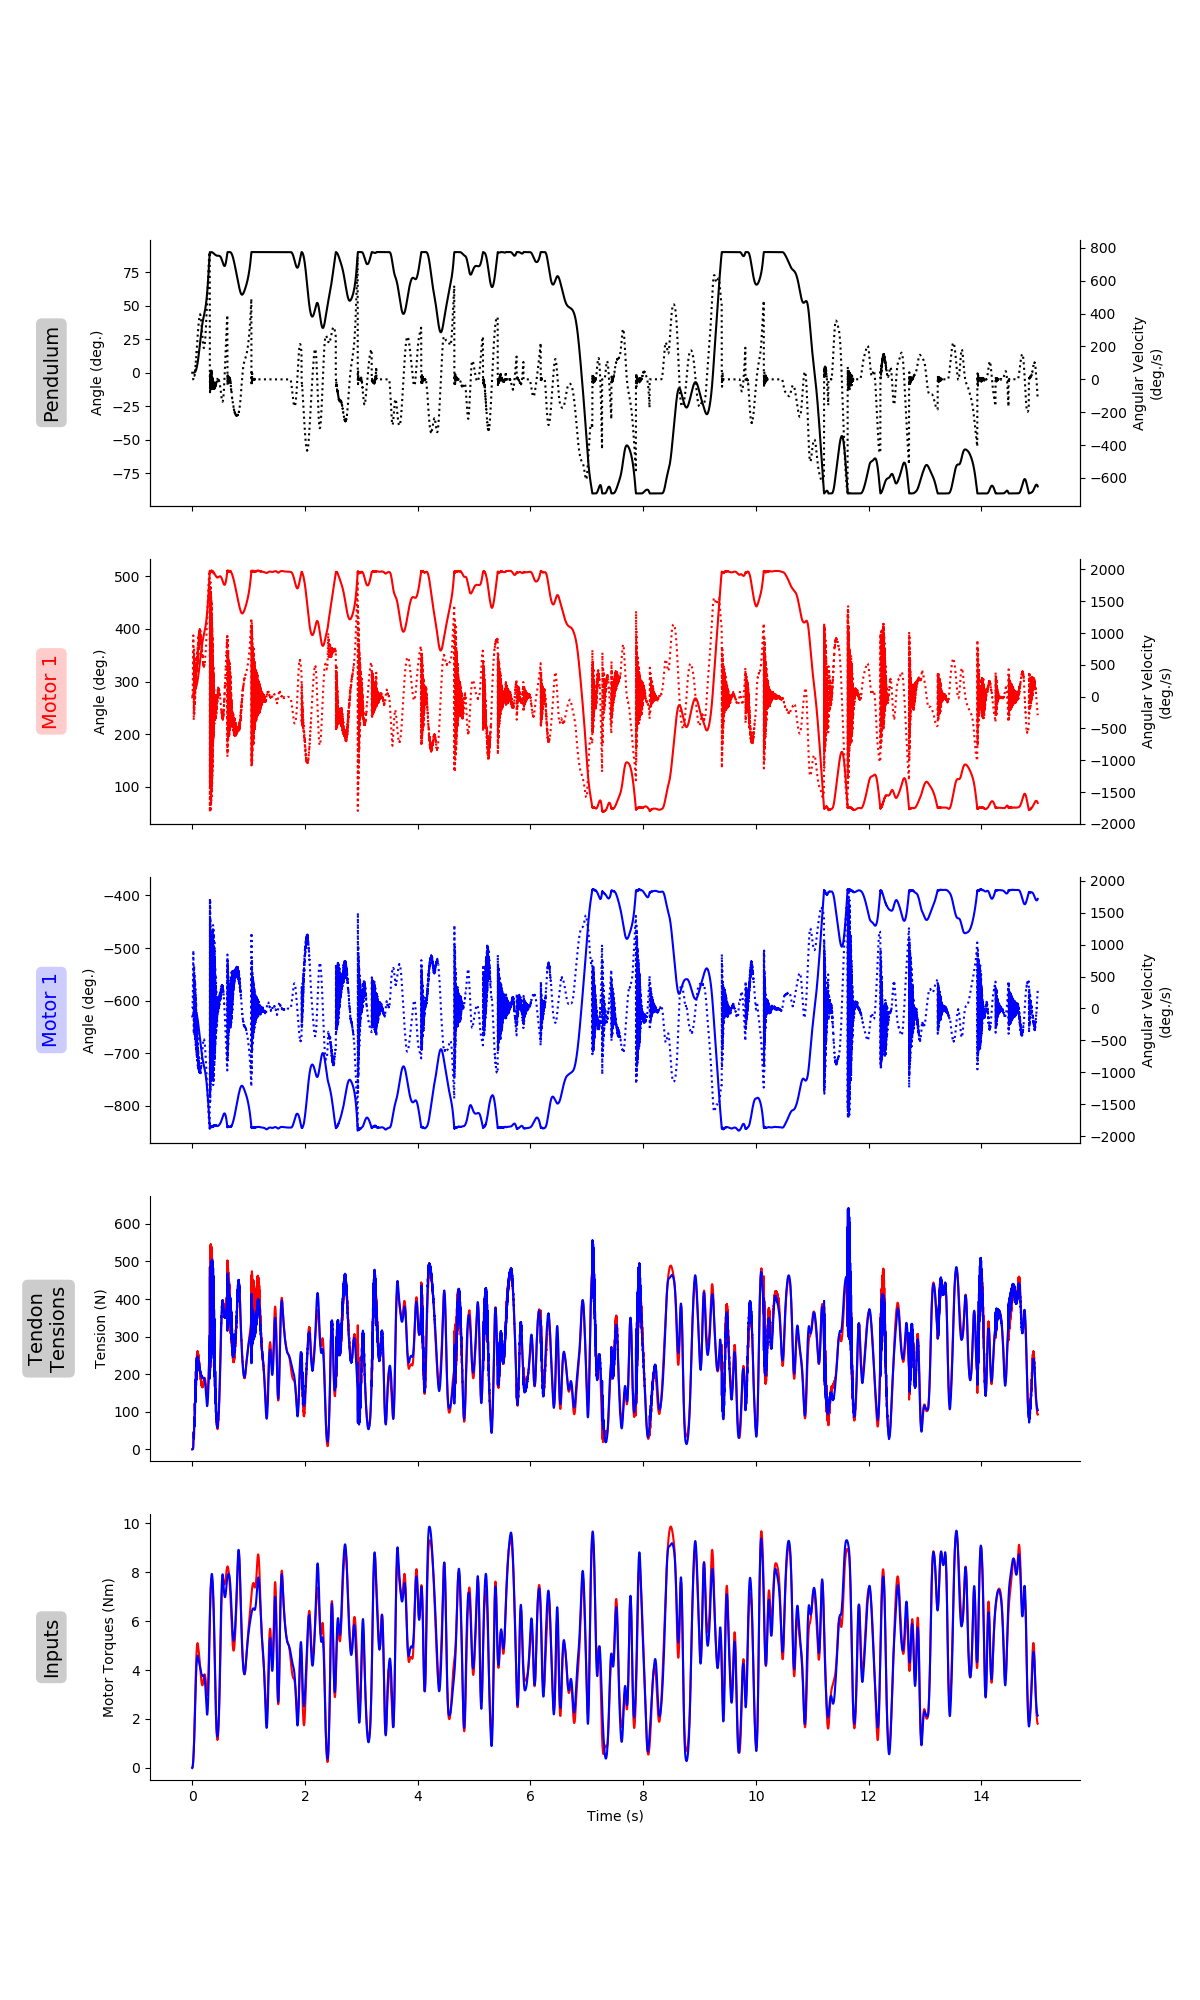 Pendulum
Angle (deg.)
75
50
25
0
−25
−50
−75
800
600
400
200
0
−200
−400
−600
Angular Velocity
(deg./s)
Motor 1
Angle (deg.)
500
400
300
200
100
2000
1500
1000
500
0
−500
−1000
−1500
−2000
Angular Velocity
(deg./s)
Motor 1
Angle (deg.)
−400
−500
−600
−700
−800
2000
1500
1000
500
0
−500
−1000
−1500
−2000
Angular Velocity
(deg./s)
Tendon
Tensions
Tension (N)
600
500
400
300
200
100
0
Inputs
Motor Torques (Nm)
10
8
6
4
2
0
0 2 4 6 8 10 12 14
Time (s)